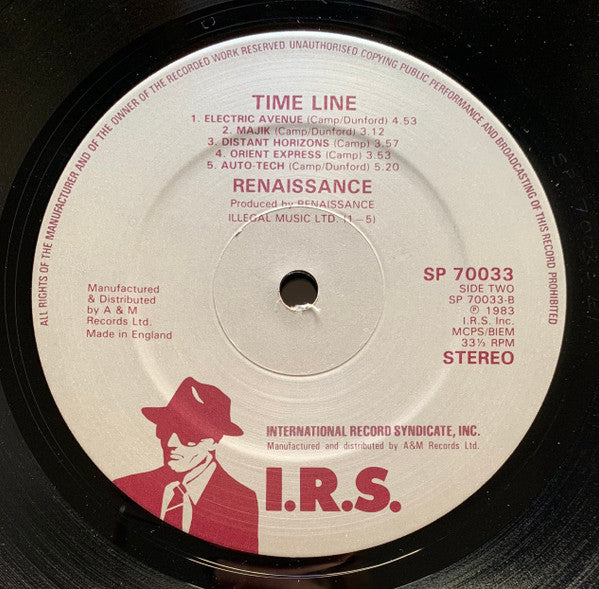 ALL RIGHTS OF THE MANUFACTURER AND OF THE OWNER OF THE RECORDED WORK RESERVED. UNAUTHORISED COPYING PUBLIC PERFORMANCE AND BROADCASTING OF THIS RECORD PROHIBITED
TIME LINE
1. ELECTRIC AVENUE (Camp/Dunford) 4.53
2. MAJIK (Camp/Dunford) 3.12
3. DISTANT HORIZONS (Camp) 3.57
4. ORIENT EXPRESS (Camp) 3.53
5. AUTO-TECH (Camp/Dunford) 5.20
RENAISSANCE
Produced by RENAISSANCE
ILLEGAL MUSIC LTD. (1–5)
Manufactured
& Distributed
by A & M
Records Ltd.
Made in England
SP 70033
SIDE TWO
SP 70033-B
℗ 1983
I.R.S. Inc.
MCPS/BIEM
33⅓ RPM
STEREO
INTERNATIONAL RECORD SYNDICATE, INC.
Manufactured and distributed by A&M Records Ltd.
I.R.S.